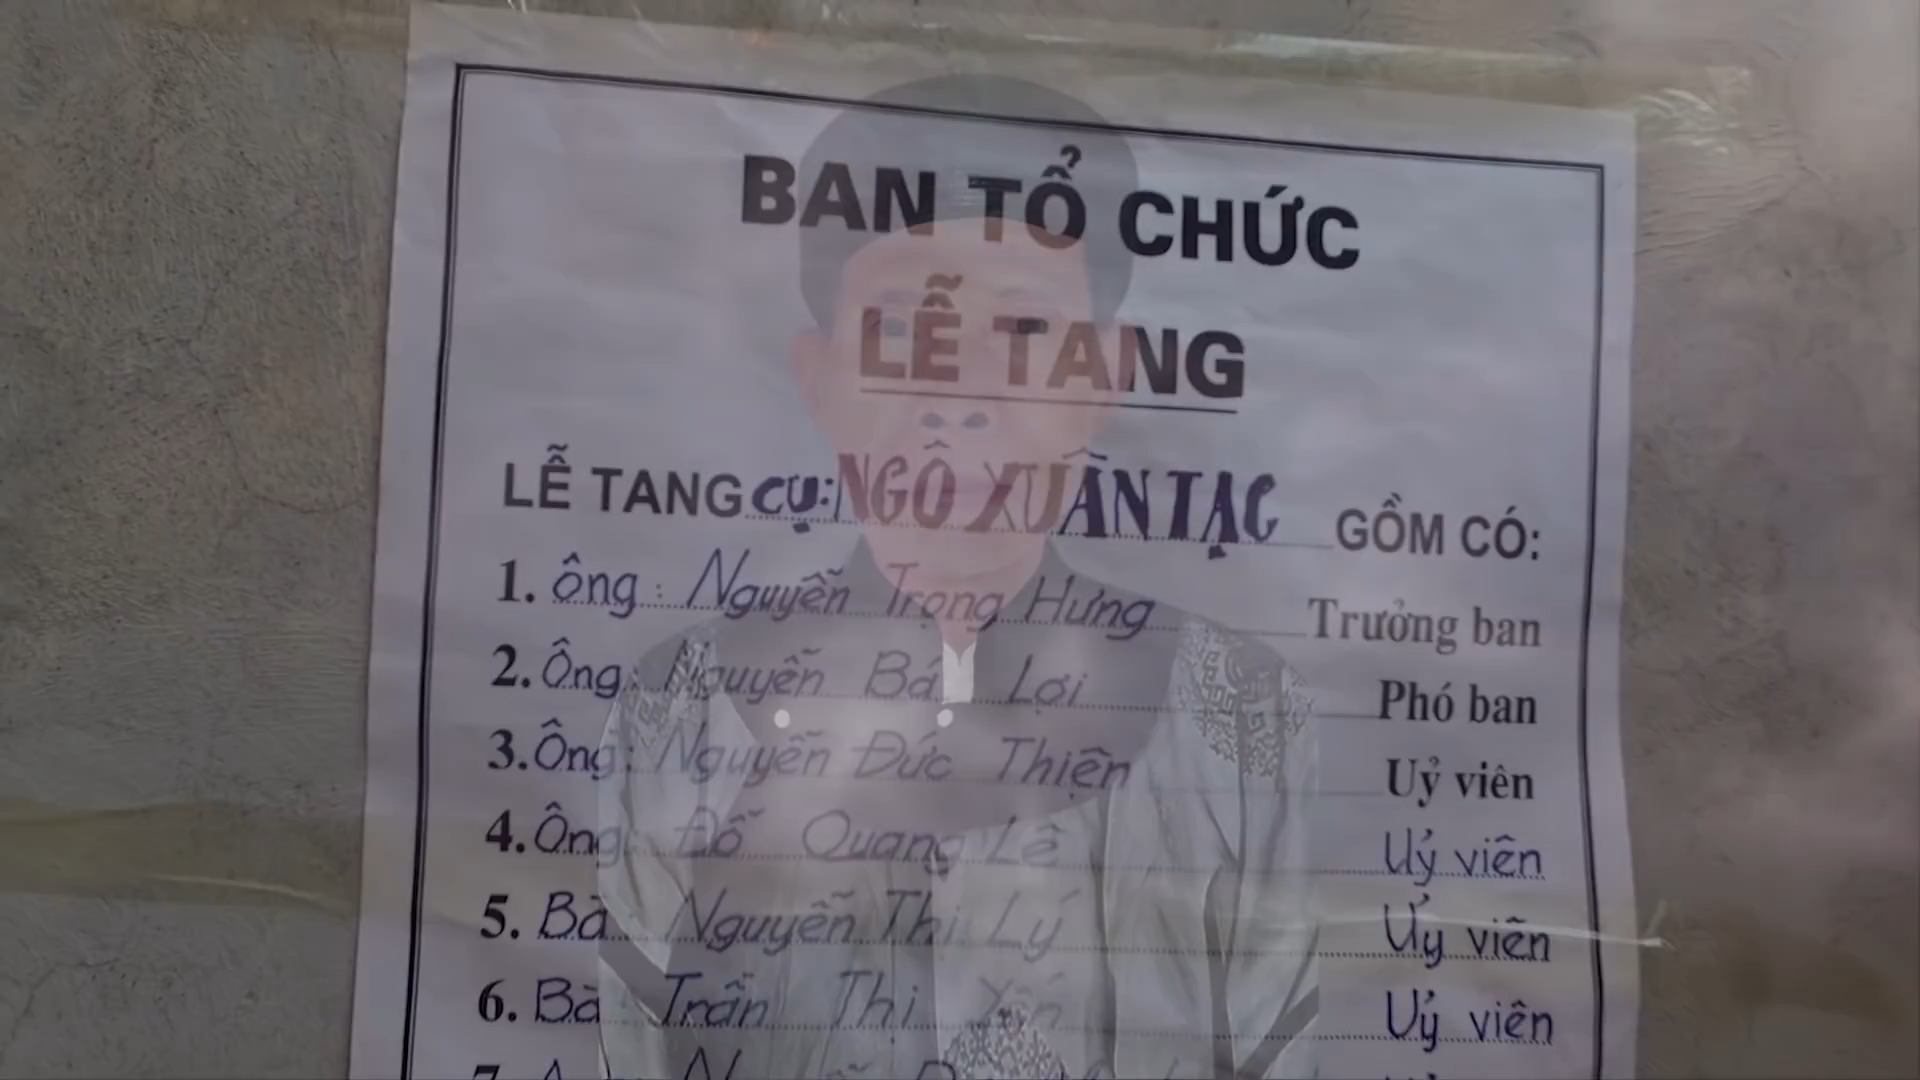 BAN TỔ CHỨC
LỄ TANG
LỄ TANG CỤ: NGÔ XUÂN TẠC GỒM CÓ:
1. Ông: Nguyễn Trọng Hưng Trưởng ban
2. Ông: Nguyễn Bá Lợi Phó ban
3. Ông: Nguyễn Đức Thiện Uỷ viên
4. Ông: Đỗ Quang Lê Uỷ viên
5. Bà: Nguyễn Thị Lý Uỷ viên
6. Bà: Trần Thị Yến Uỷ viên